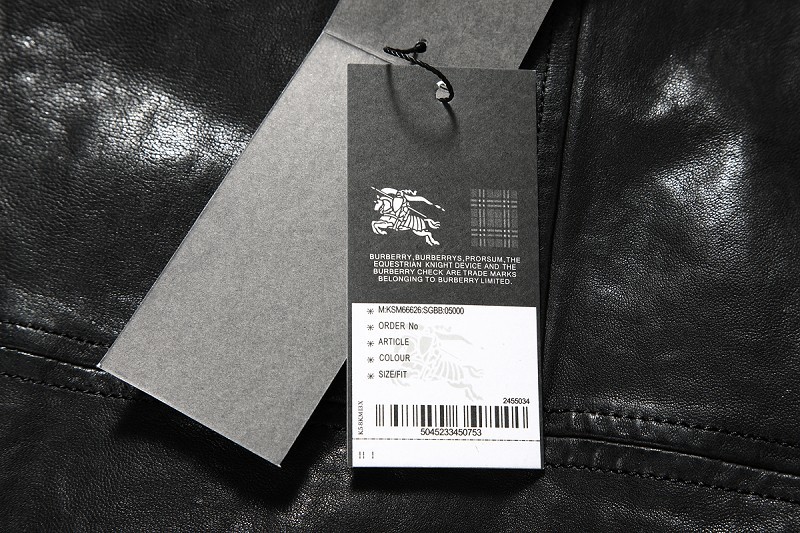 BURBERRY,BURBERRYS,PRORSUM,THE
EQUESTRIAN KNIGHT DEVICE AND THE
BURBERRY CHECK ARE TRADE MARKS
BELONGING TO BURBERRY LIMITED.
M:KSM66626:SGBB:05000
ORDER No
ARTICLE
COLOUR
SIZE/FIT
2455034
5045233450753